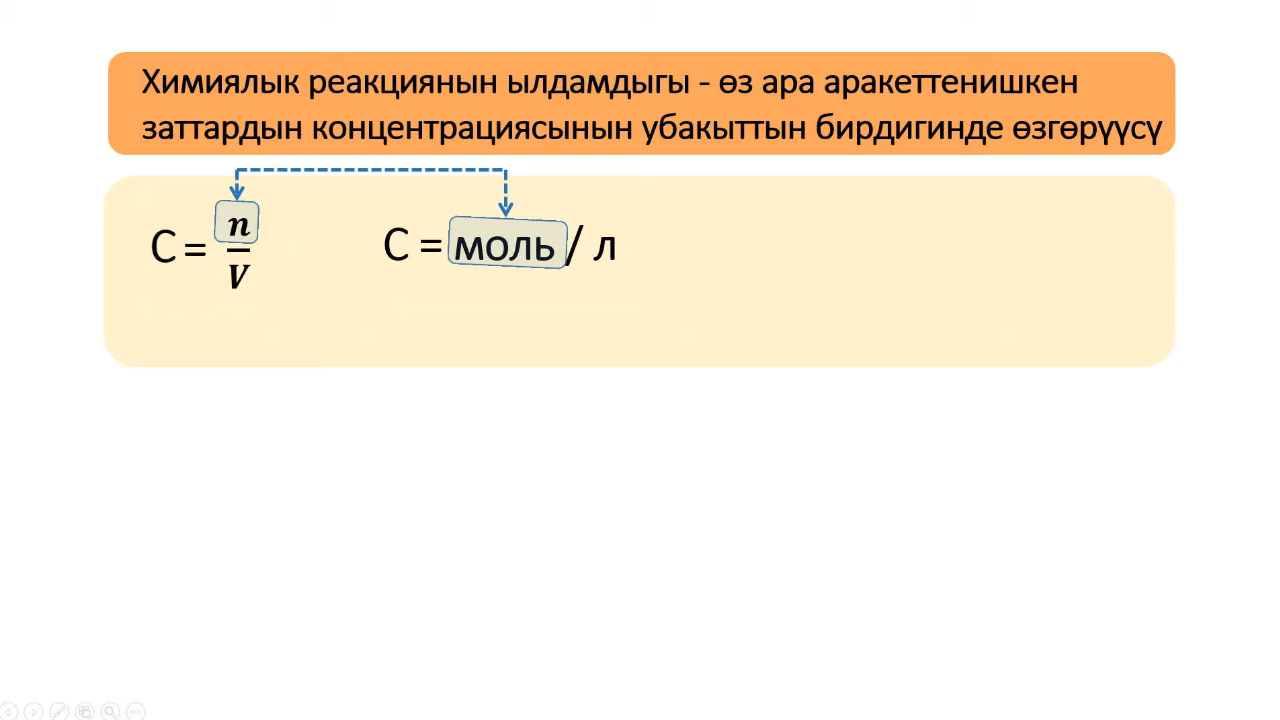 Химиялык реакциянын ылдамдыгы - өз ара аракеттенишкен
заттардын концентрациясынын убакыттын бирдигинде өзгөрүүсү
C = n/V
C = моль / л